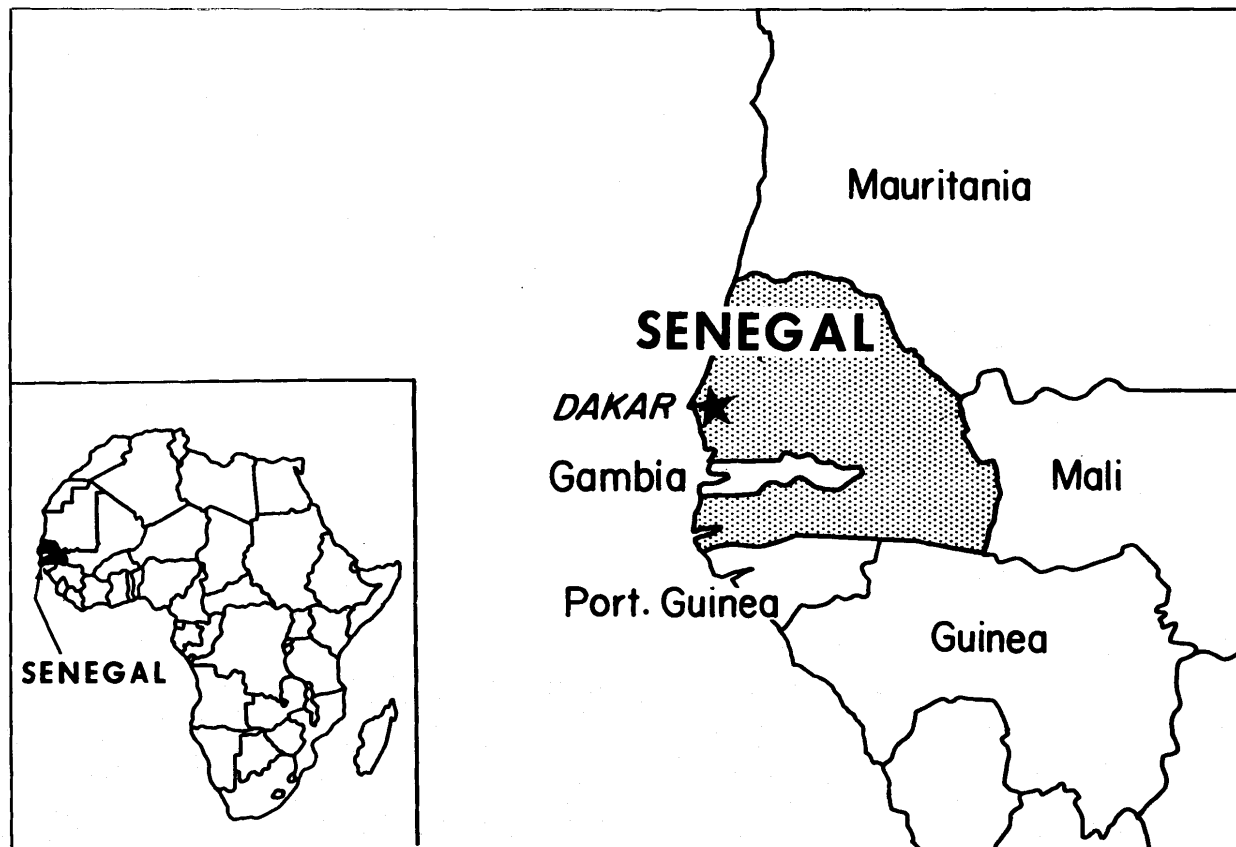 Mauritania
SENEGAL
DAKAR
Gambia
Mali
Port. Guinea
Guinea
SENEGAL